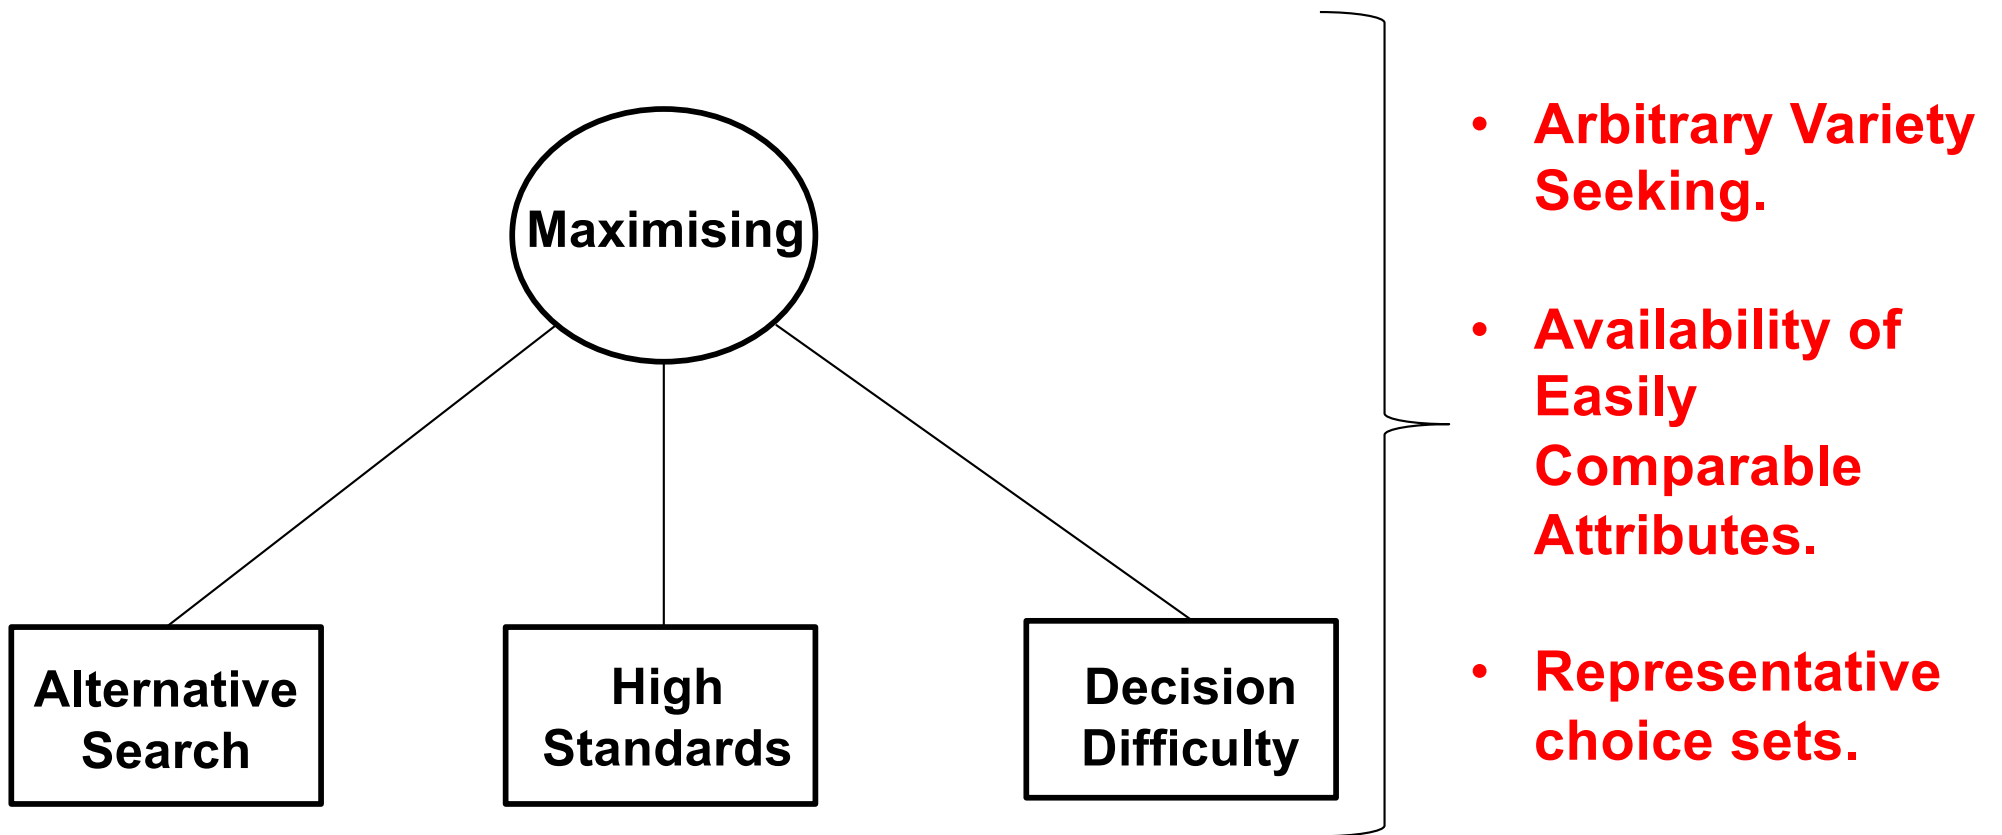 Maximising
Alternative
Search
High
Standards
Decision
Difficulty
• Arbitrary Variety
Seeking.
• Availability of
Easily
Comparable
Attributes.
• Representative
choice sets.